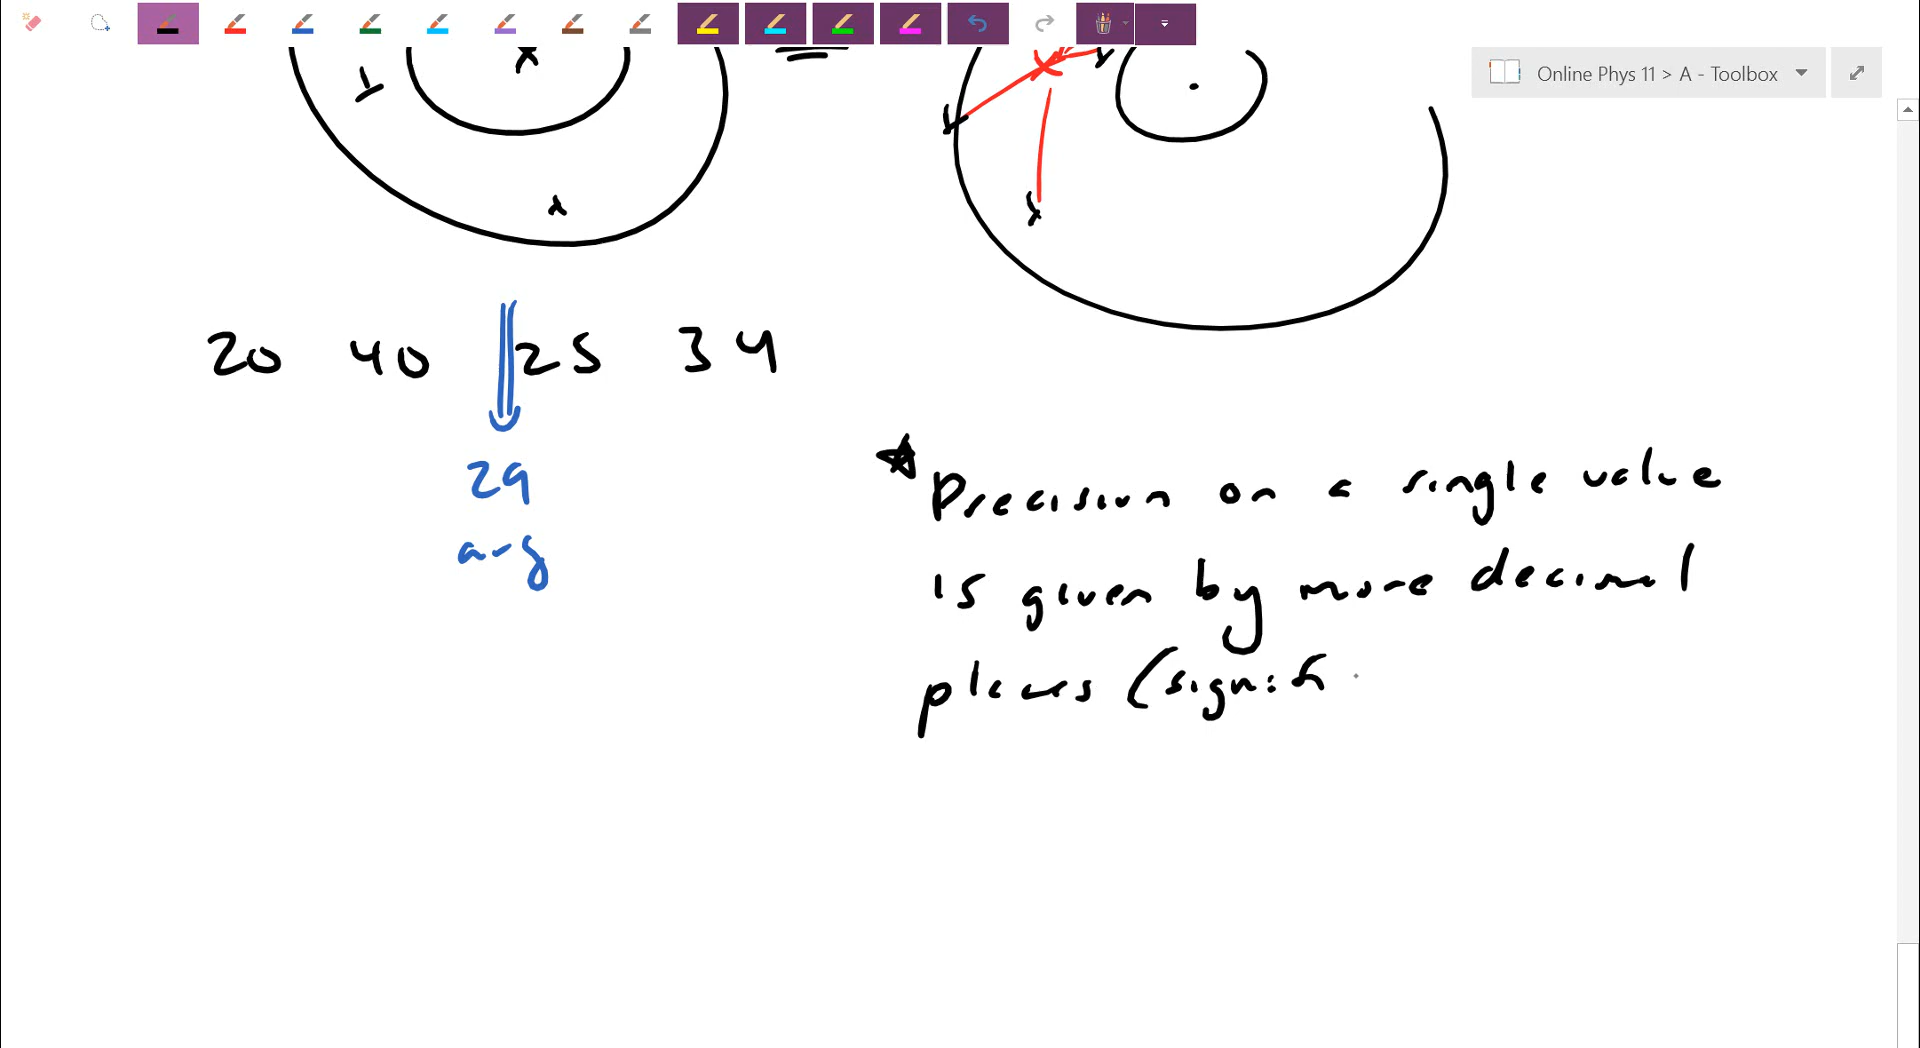 Online Phys 11 > A - Toolbox
20 40 25 34
29
avg
Precision on a single value
is given by more decimal
places (signif